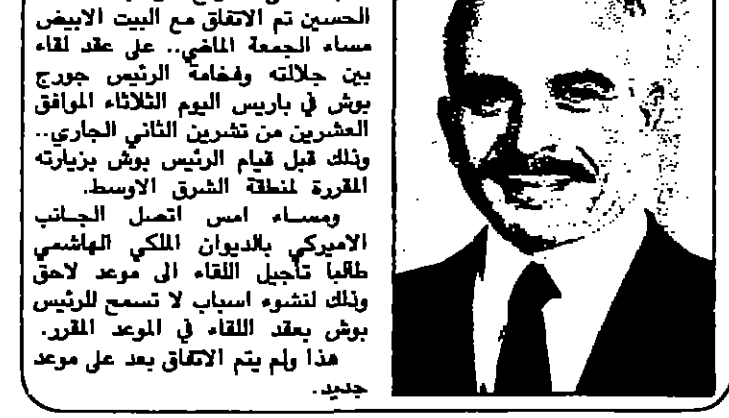 الحسين تم الاتفاق مع البيت الابيض
مساء الجمعة الماضي.. على عقد لقاء
بين جلالته وفخامة الرئيس جورج
بوش في باريس اليوم الثلاثاء الموافق
العشرين من تشرين الثاني الجاري..
وذلك قبل قيام الرئيس بوش بزيارته
المقررة لمنطقة الشرق الاوسط.
ومساء امس اتصل الجانب
الاميركي بالديوان الملكي الهاشمي
طالبا تأجيل اللقاء الى موعد لاحق
وذلك لنشوء اسباب لا تسمح للرئيس
بوش بعقد اللقاء في الموعد المقرر.
هذا ولم يتم الاتفاق بعد على موعد
جديد.